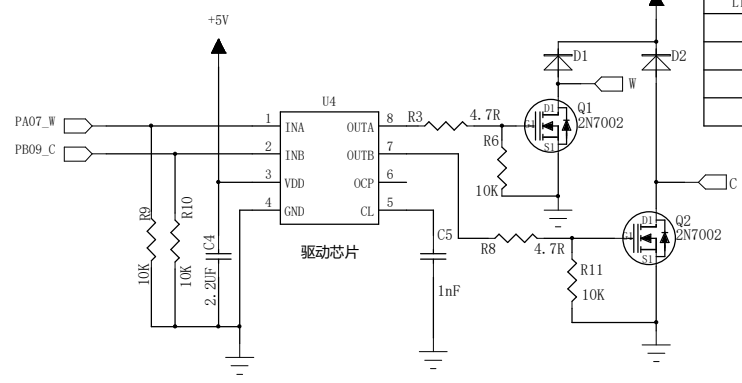 +5V
D1
D2
W
U4
PA07_W
1
INA
OUTA
8
R3
4.7R
D1
Q1
2N7002
G1
S1
R6
10K
PB09_C
2
INB
OUTB
7
3
VDD
OCP
6
4
GND
CL
5
C
R9
10K
R10
10K
C4
2.2UF
驱动芯片
C5
1nF
R8
4.7R
D1
Q2
2N7002
G1
S1
R11
10K